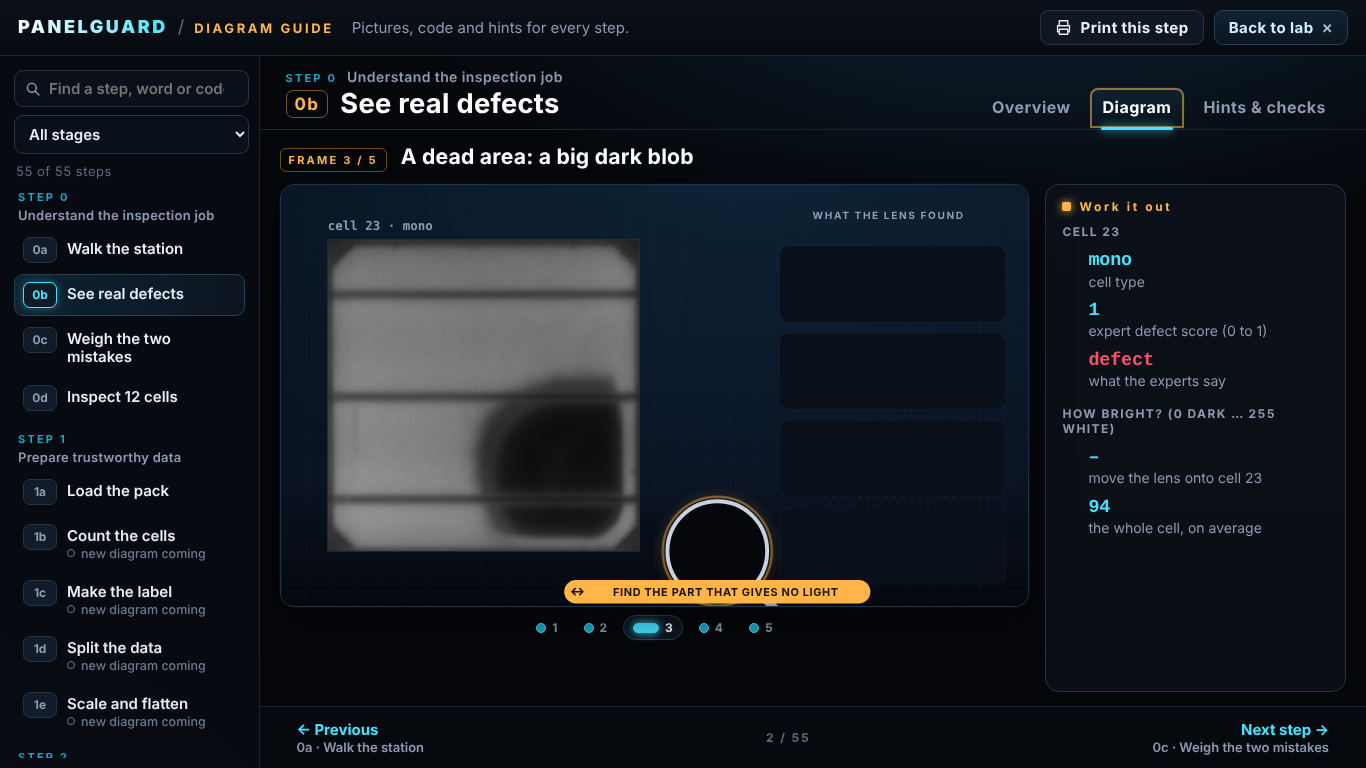 PANELGUARD / DIAGRAM GUIDE Pictures, code and hints for every step.
Print this step
Back to lab ×
Find a step, word or cod
All stages
55 of 55 steps
STEP 0
Understand the inspection job
0a Walk the station
0b See real defects
0c Weigh the two
mistakes
0d Inspect 12 cells
STEP 1
Prepare trustworthy data
1a Load the pack
1b Count the cells
new diagram coming
1c Make the label
new diagram coming
1d Split the data
new diagram coming
1e Scale and flatten
new diagram coming
STEP 2
STEP 0 Understand the inspection job
0b See real defects
Overview
Diagram
Hints & checks
FRAME 3 / 5 A dead area: a big dark blob
cell 23 · mono
WHAT THE LENS FOUND
↔ FIND THE PART THAT GIVES NO LIGHT
1 2 3 4 5
Work it out
CELL 23
mono
cell type
1
expert defect score (0 to 1)
defect
what the experts say
HOW BRIGHT? (0 DARK … 255
WHITE)
–
move the lens onto cell 23
94
the whole cell, on average
← Previous
0a · Walk the station
2 / 55
Next step →
0c · Weigh the two mistakes